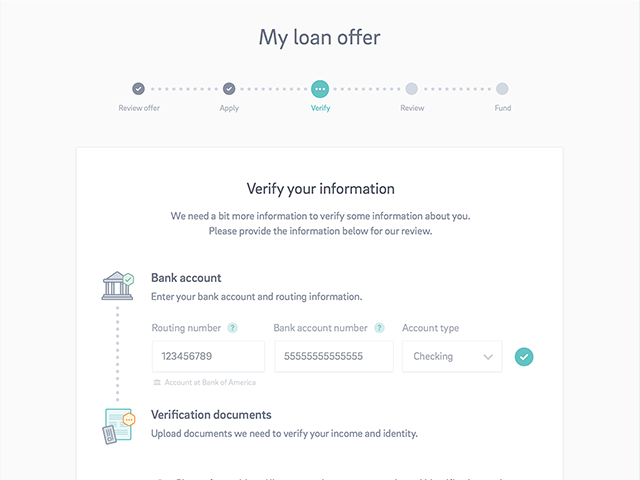 My loan offer
Review offer
Apply
Verify
Review
Fund
Verify your information
We need a bit more information to verify some information about you.
Please provide the information below for our review.
Bank account
Enter your bank account and routing information.
Routing number ?
Bank account number ?
Account type
123456789
55555555555555
Checking
Account at Bank of America
Verification documents
Upload documents we need to verify your income and identity.